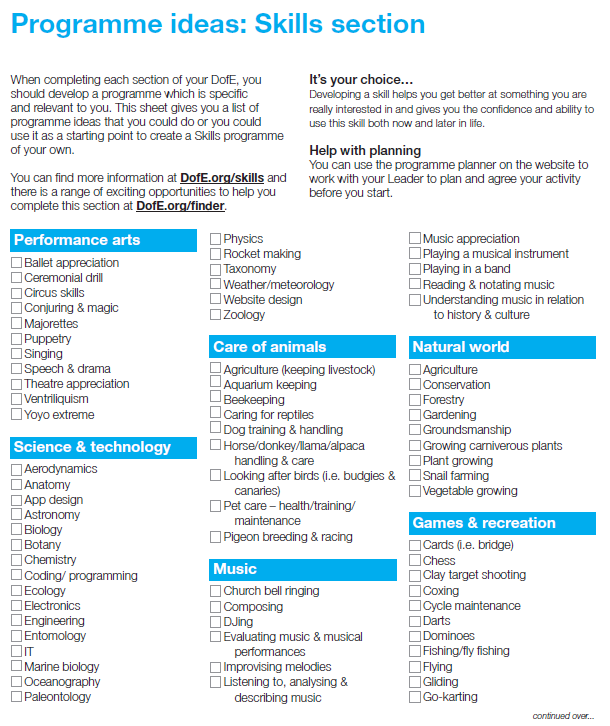 Programme ideas: Skills section
When completing each section of your DofE, you
should develop a programme which is specific
and relevant to you. This sheet gives you a list of
programme ideas that you could do or you could
use it as a starting point to create a Skills programme
of your own.
You can find more information at DofE.org/skills and
there is a range of exciting opportunities to help you
complete this section at DofE.org/finder.
It's your choice...
Developing a skill helps you get better at something you are
really interested in and gives you the confidence and ability to
use this skill both now and later in life.
Help with planning
You can use the programme planner on the website to
work with your Leader to plan and agree your activity
before you start.
Performance arts
Ballet appreciation
Ceremonial drill
Circus skills
Conjuring & magic
Majorettes
Puppetry
Singing
Speech & drama
Theatre appreciation
Ventriliquism
Yoyo extreme
Science & technology
Aerodynamics
Anatomy
App design
Astronomy
Biology
Botany
Chemistry
Coding/ programming
Ecology
Electronics
Engineering
Entomology
IT
Marine biology
Oceanography
Paleontology
Physics
Rocket making
Taxonomy
Weather/meteorology
Website design
Zoology
Care of animals
Agriculture (keeping livestock)
Aquarium keeping
Beekeeping
Caring for reptiles
Dog training & handling
Horse/donkey/llama/alpaca
handling & care
Looking after birds (i.e. budgies &
canaries)
Pet care – health/training/
maintenance
Pigeon breeding & racing
Music
Church bell ringing
Composing
DJing
Evaluating music & musical
performances
Improvising melodies
Listening to, analysing &
describing music
Music appreciation
Playing a musical instrument
Playing in a band
Reading & notating music
Understanding music in relation
to history & culture
Natural world
Agriculture
Conservation
Forestry
Gardening
Groundsmanship
Growing carniverous plants
Plant growing
Snail farming
Vegetable growing
Games & recreation
Cards (i.e. bridge)
Chess
Clay target shooting
Coxing
Cycle maintenance
Darts
Dominoes
Fishing/fly fishing
Flying
Gliding
Go-karting
continued over...